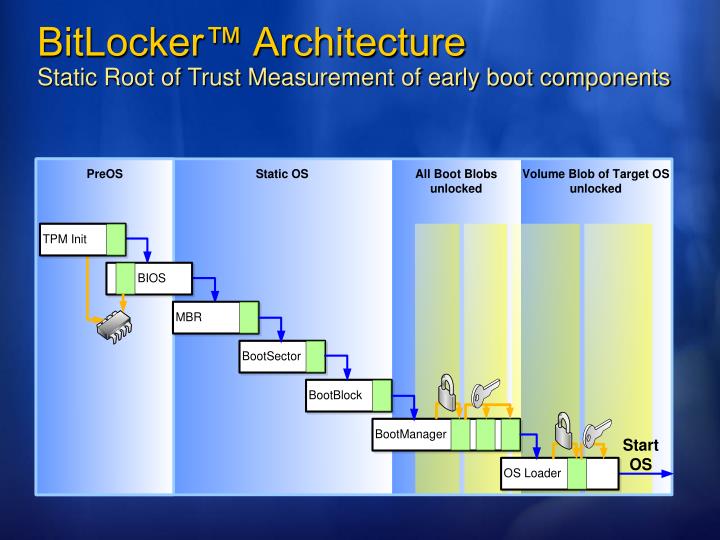 BitLocker™ Architecture
Static Root of Trust Measurement of early boot components
PreOS
Static OS
All Boot Blobs
unlocked
Volume Blob of Target OS
unlocked
TPM Init
BIOS
MBR
BootSector
BootBlock
BootManager
OS Loader
Start
OS